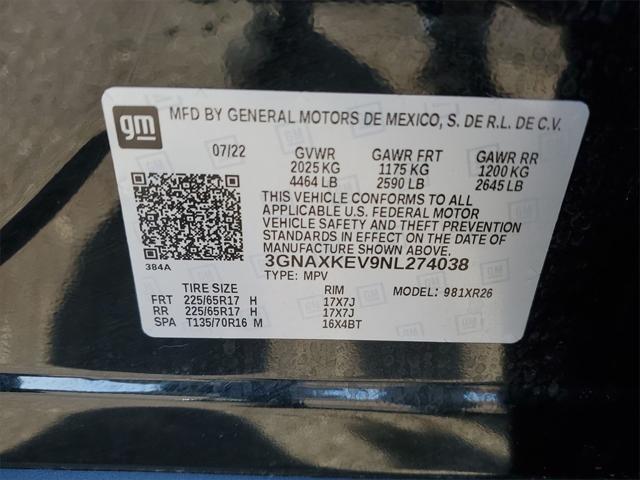 gm MFD BY GENERAL MOTORS DE MEXICO, S. DE R.L. DE C.V.
07/22 GVWR GAWR FRT GAWR RR
2025 KG 1175 KG 1200 KG
4464 LB 2590 LB 2645 LB
THIS VEHICLE CONFORMS TO ALL
APPLICABLE U.S. FEDERAL MOTOR
VEHICLE SAFETY AND THEFT PREVENTION
STANDARDS IN EFFECT ON THE DATE OF
MANUFACTURE SHOWN ABOVE.
3GNAXKEV9NL274038
384A TYPE: MPV
TIRE SIZE RIM MODEL: 981XR26
FRT 225/65R17 H 17X7J
RR 225/65R17 H 17X7J
SPA T135/70R16 M 16X4BT